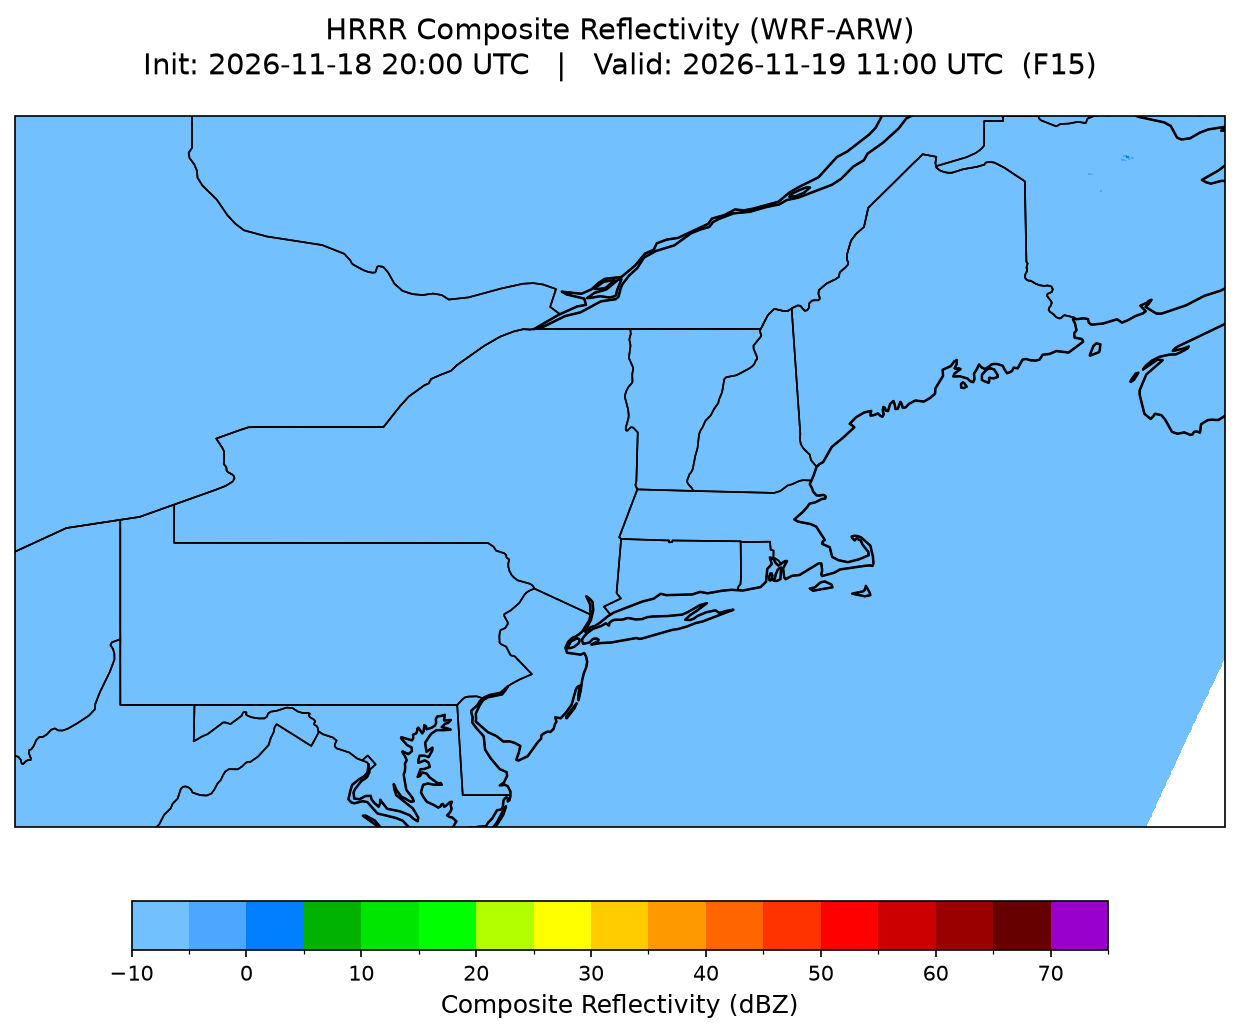 HRRR Composite Reflectivity (WRF-ARW)
Init: 2026-11-18 20:00 UTC | Valid: 2026-11-19 11:00 UTC (F15)
−10 0 10 20 30 40 50 60 70
Composite Reflectivity (dBZ)